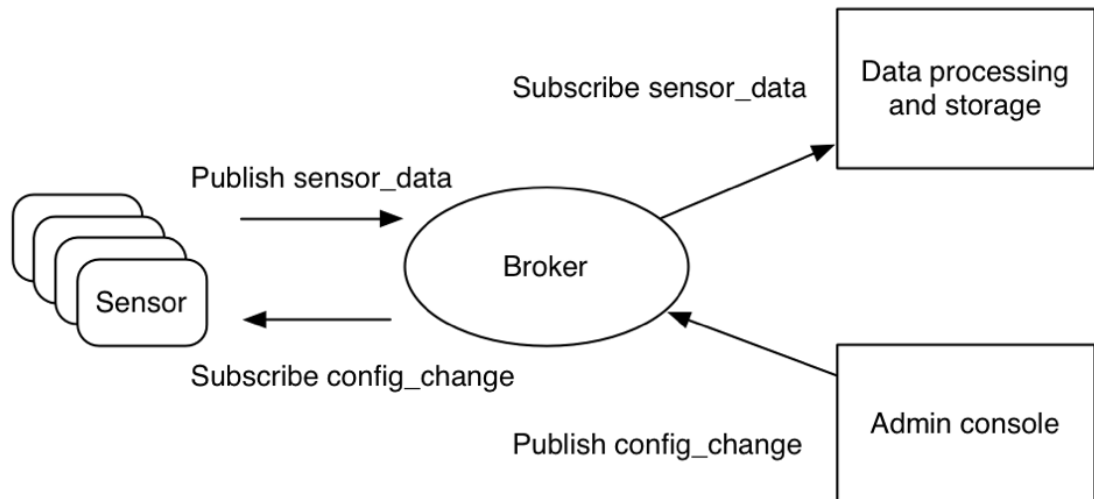 Subscribe sensor_data
Data processing
and storage
Publish sensor_data
Broker
Sensor
Subscribe config_change
Publish config_change
Admin console